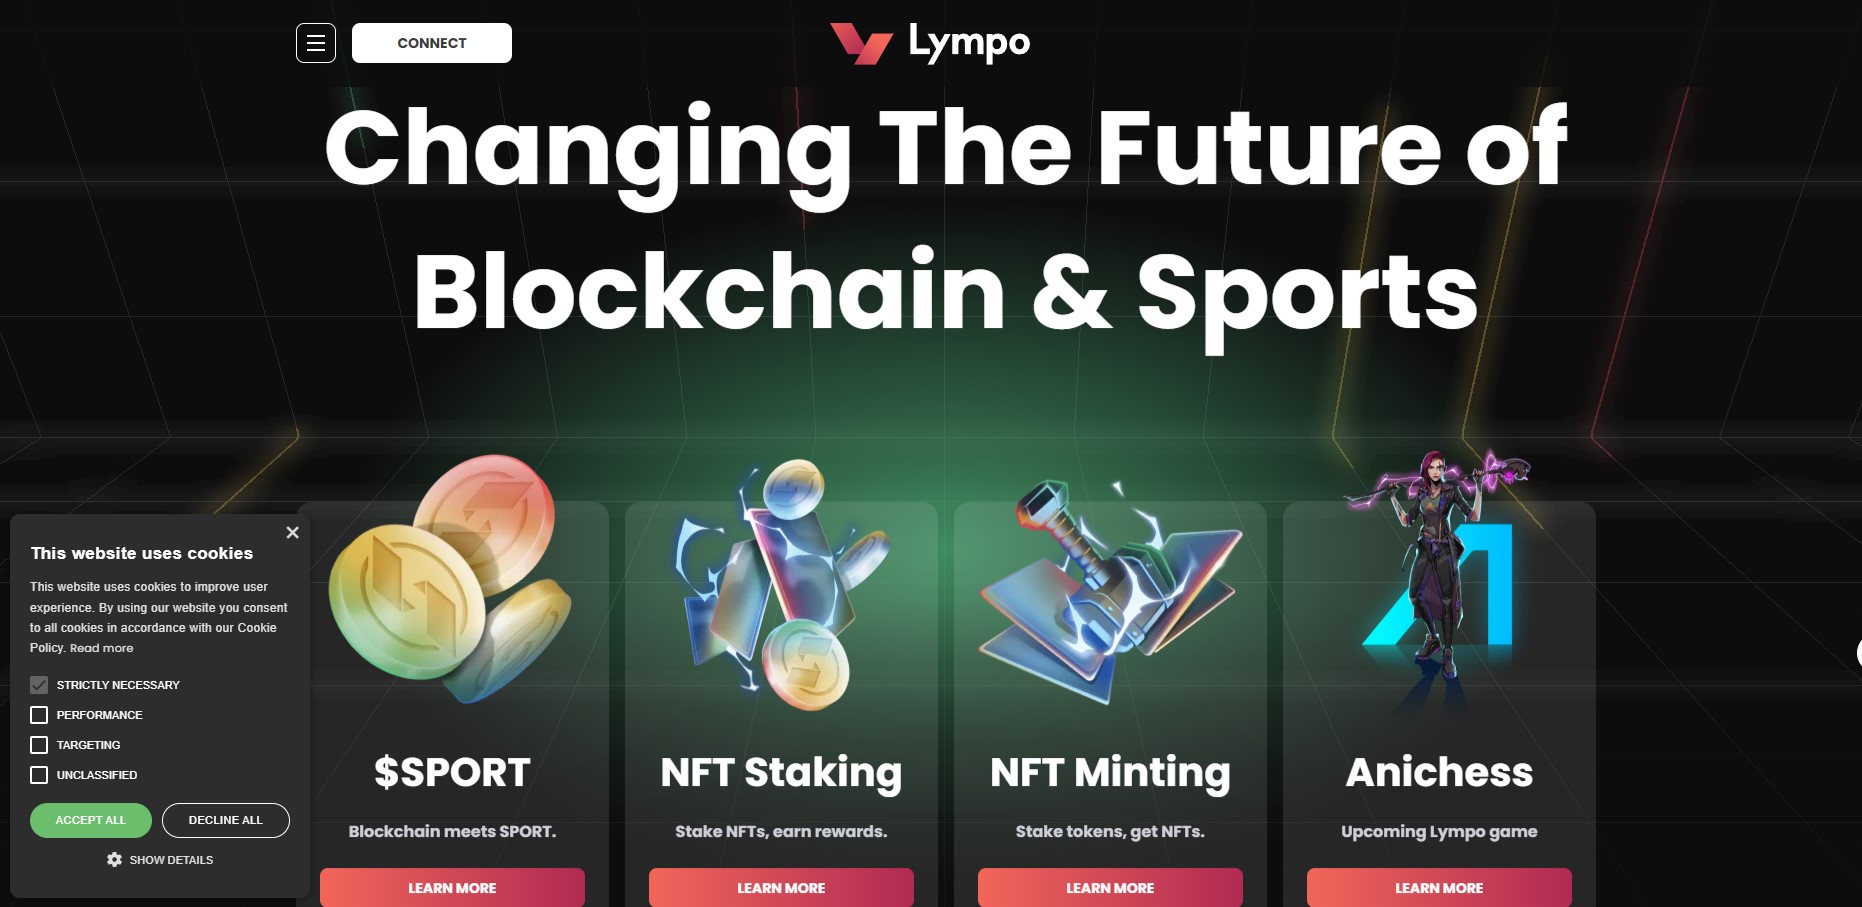 CONNECT
Lympo
Changing The Future of
Blockchain & Sports
×
This website uses cookies
This website uses cookies to improve user
experience. By using our website you consent
to all cookies in accordance with our Cookie
Policy. Read more
STRICTLY NECESSARY
PERFORMANCE
TARGETING
UNCLASSIFIED
ACCEPT ALL
DECLINE ALL
SHOW DETAILS
$SPORT
Blockchain meets SPORT.
LEARN MORE
NFT Staking
Stake NFTs, earn rewards.
LEARN MORE
NFT Minting
Stake tokens, get NFTs.
LEARN MORE
Anichess
Upcoming Lympo game
LEARN MORE